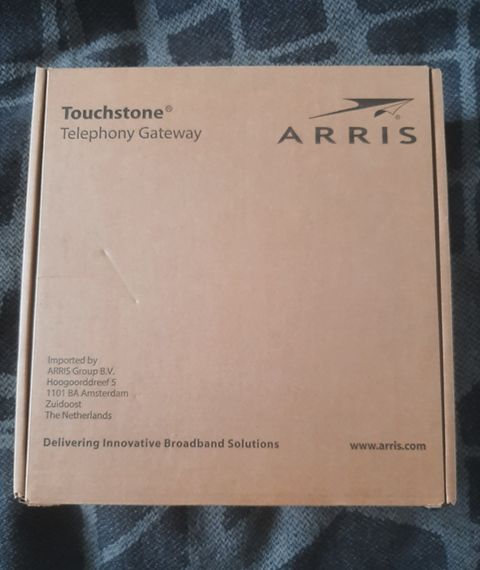 Touchstone®
Telephony Gateway
ARRIS®
Imported by
ARRIS Group B.V.
Hoogoorddreef 5
1101 BA Amsterdam
Zuidoost
The Netherlands
Delivering Innovative Broadband Solutions
www.arris.com